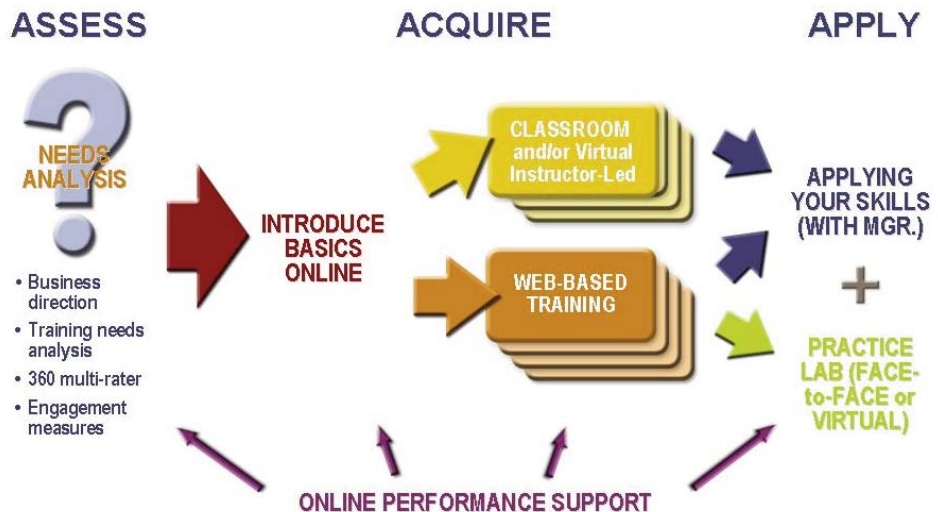 ASSESS
ACQUIRE
APPLY
NEEDS
ANALYSIS
• Business
direction
• Training needs
analysis
• 360 multi-rater
• Engagement
measures
INTRODUCE
BASICS
ONLINE
CLASSROOM
and/or Virtual
Instructor-Led
WEB-BASED
TRAINING
APPLYING
YOUR SKILLS
(WITH MGR.)
+
PRACTICE
LAB (FACE-
to-FACE or
VIRTUAL)
ONLINE PERFORMANCE SUPPORT